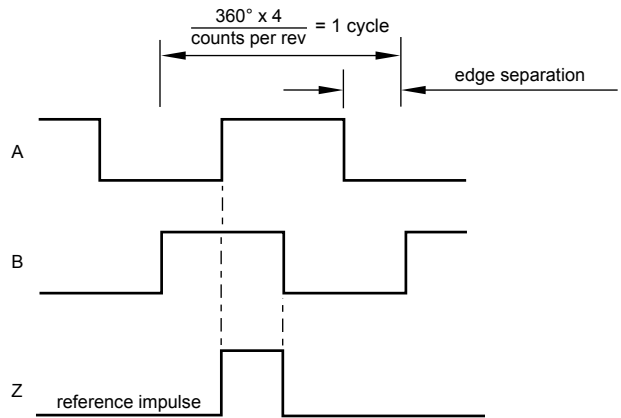 360° x 4
counts per rev
= 1 cycle
edge separation
A
B
Z
reference impulse